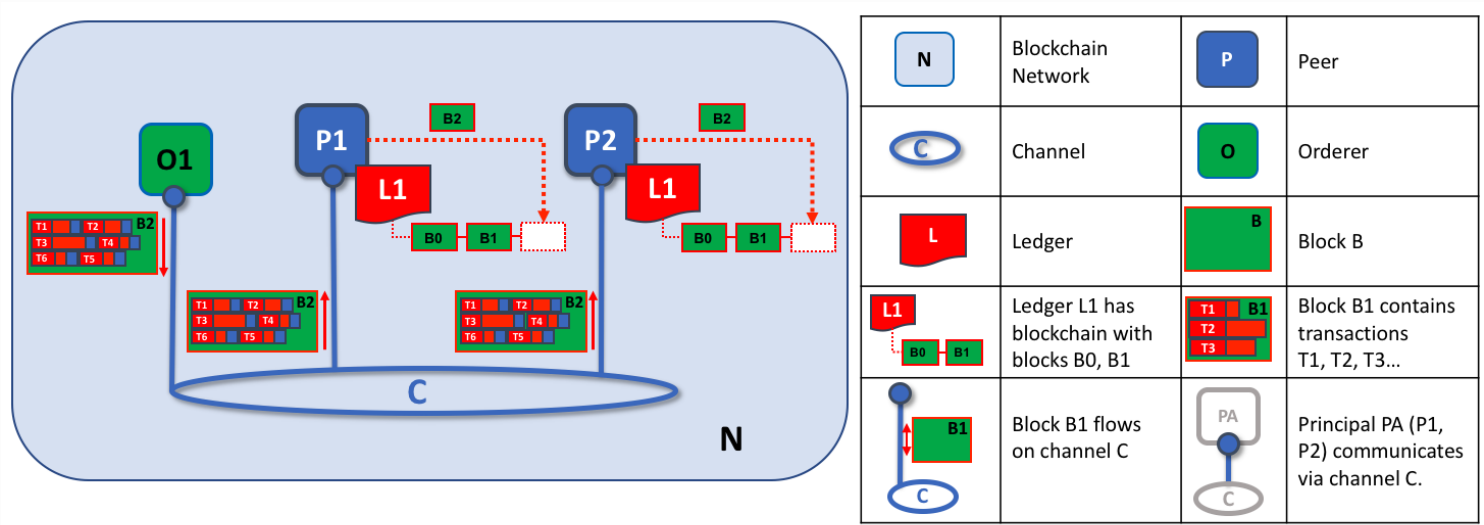 B2
B2
P1
P2
O1
L1
L1
B2
T1 T2
T3 T4
T6 T5
B0 B1
B0 B1
B2
T1 T2
T3 T4
T6 T5
B2
T1 T2
T3 T4
T6 T5
C
N
N
Blockchain
Network
P
Peer
C
Channel
O
Orderer
L
Ledger
B
Block B
L1
B0 B1
Ledger L1 has
blockchain with
blocks B0, B1
B1
T1
T2
T3
Block B1 contains
transactions
T1, T2, T3...
B1
C
Block B1 flows
on channel C
PA
C
Principal PA (P1,
P2) communicates
via channel C.